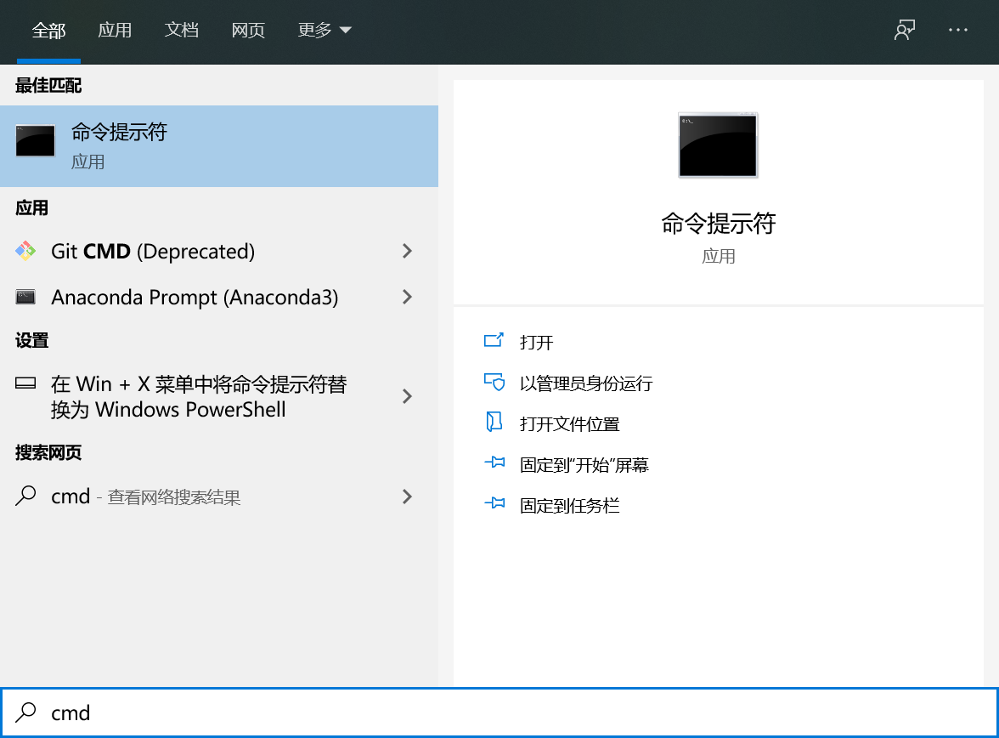 全部 应用 文档 网页 更多
最佳匹配
命令提示符
应用
应用
Git CMD (Deprecated)
Anaconda Prompt (Anaconda3)
设置
在 Win + X 菜单中将命令提示符替
换为 Windows PowerShell
搜索网页
cmd - 查看网络搜索结果
命令提示符
应用
打开
以管理员身份运行
打开文件位置
固定到“开始”屏幕
固定到任务栏
cmd